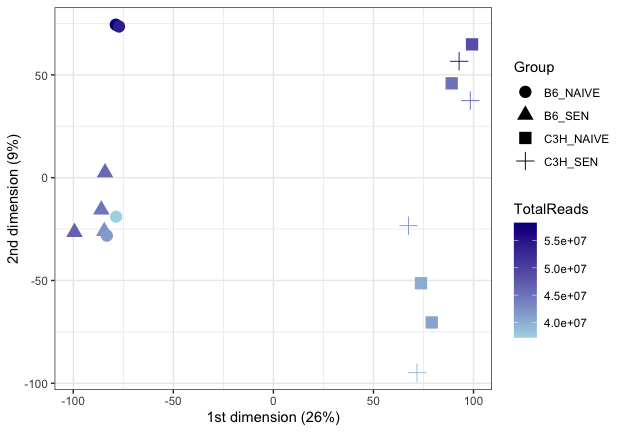 50
0
-50
-100
2nd dimension (9%)
-100
-50
0
50
100
1st dimension (26%)
Group
B6_NAIVE
B6_SEN
C3H_NAIVE
C3H_SEN
TotalReads
5.5e+07
5.0e+07
4.5e+07
4.0e+07